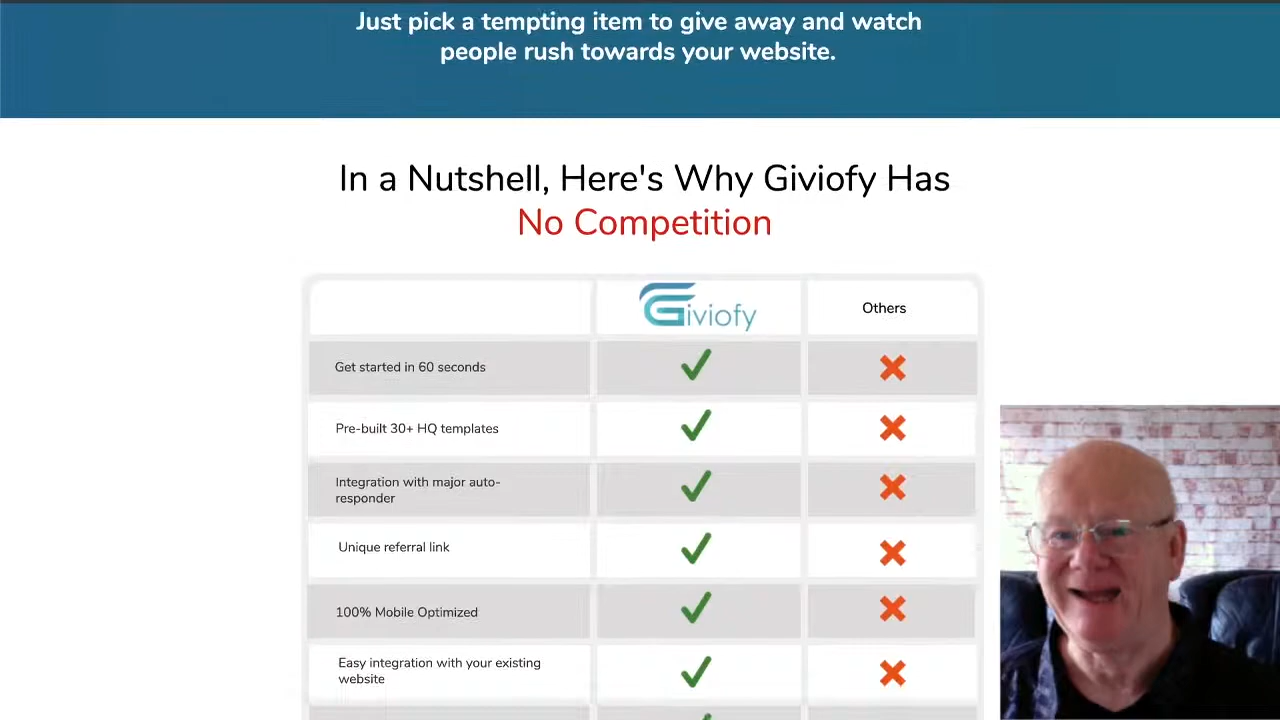 Just pick a tempting item to give away and watch
people rush towards your website.
In a Nutshell, Here's Why Giviofy Has
No Competition
Giviofy
Others
Get started in 60 seconds
Pre-built 30+ HQ templates
Integration with major auto-
responder
Unique referral link
100% Mobile Optimized
Easy integration with your existing
website